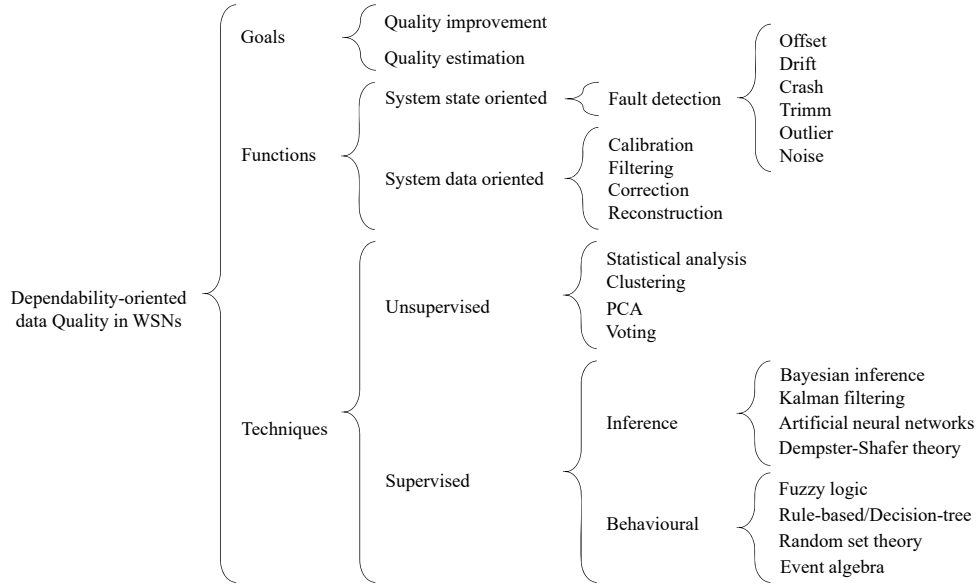 Dependability-oriented
data Quality in WSNs
Goals
Quality improvement
Quality estimation
Functions
System state oriented
Fault detection
Offset
Drift
Crash
Trimm
Outlier
Noise
System data oriented
Calibration
Filtering
Correction
Reconstruction
Techniques
Unsupervised
Statistical analysis
Clustering
PCA
Voting
Supervised
Inference
Bayesian inference
Kalman filtering
Artificial neural networks
Dempster-Shafer theory
Behavioural
Fuzzy logic
Rule-based/Decision-tree
Random set theory
Event algebra